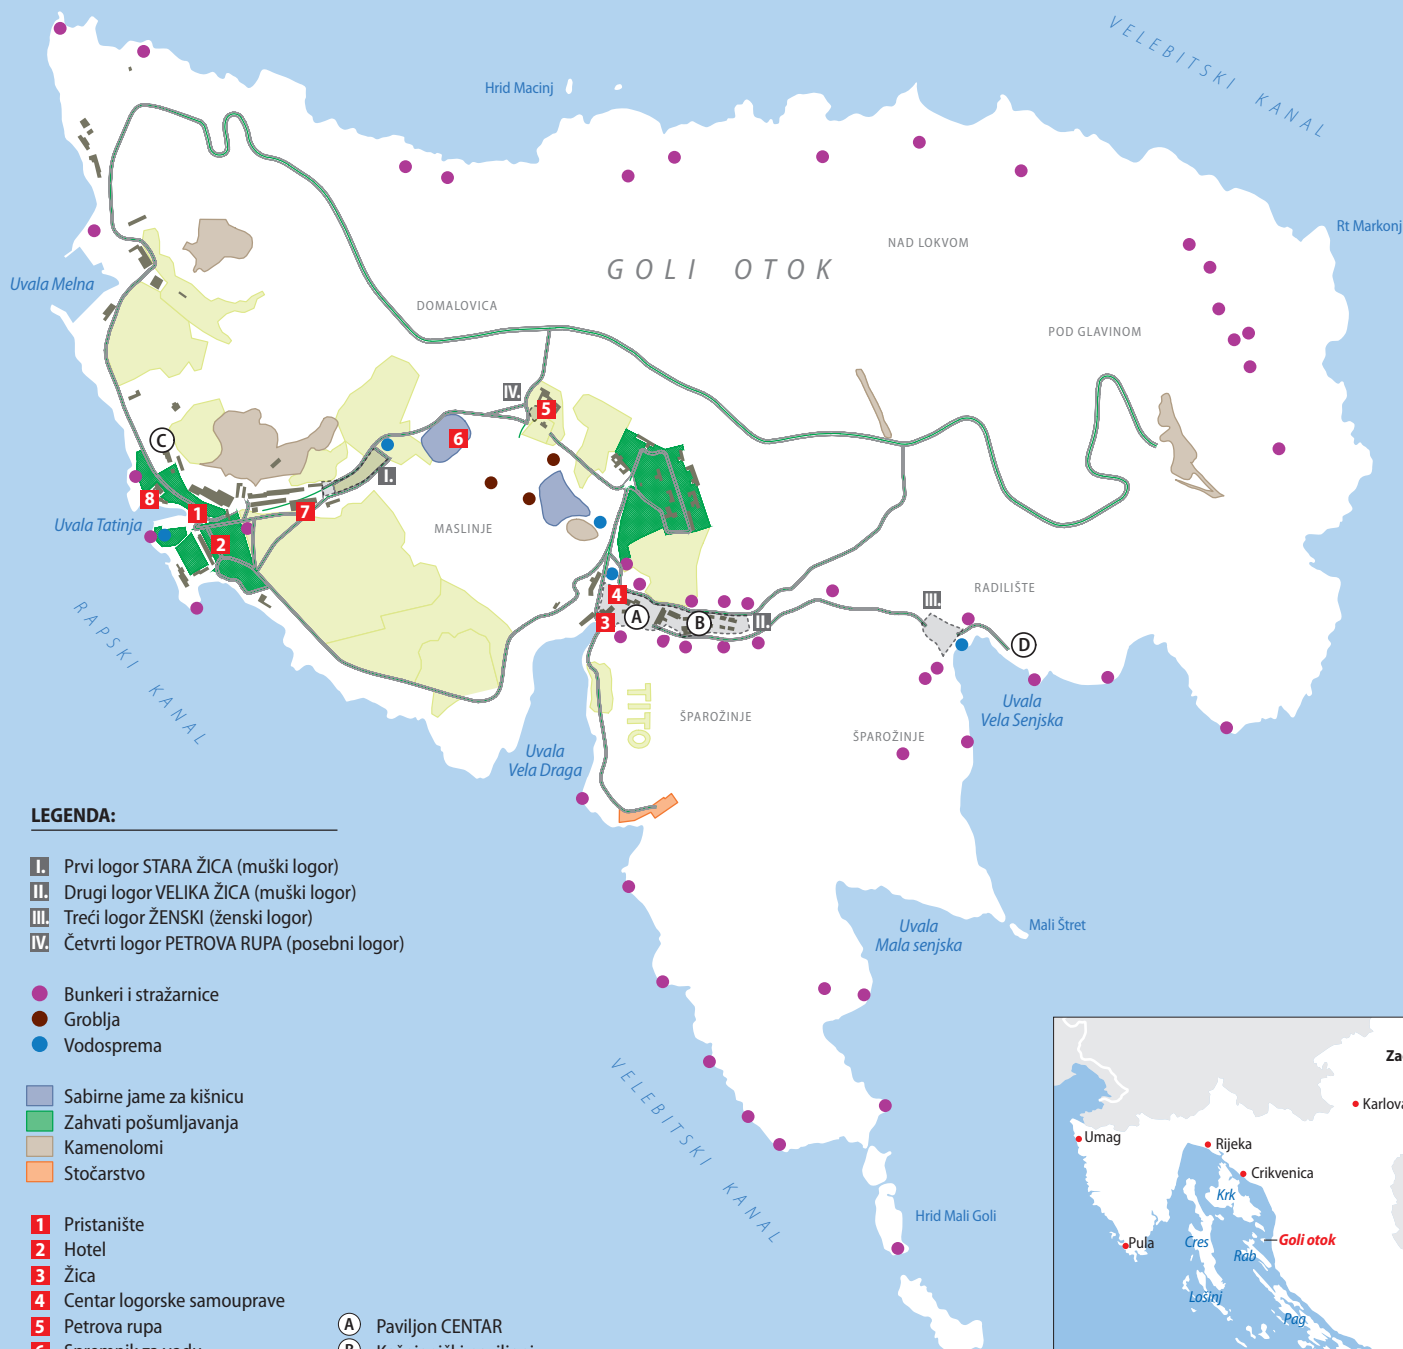 VELEBITSKI KANAL
Hrid Macinj
Rt Markonj
NAD LOKVOM
GOLI OTOK
Uvala Melna
DOMALOVICA
POD GLAVINOM
IV.
5
C
6
I.
8
1
7
Uvala Tatinja
MASLINJE
2
RADILIŠTE
4
III.
3
A
B
II.
D
RAPSKI KANAL
TITO
ŠPAROŽINJE
Uvala
Vela Senjska
ŠPAROŽINJE
Uvala
Vela Draga
LEGENDA:
I. Prvi logor STARA ŽICA (muški logor)
II. Drugi logor VELIKA ŽICA (muški logor)
III. Treći logor ŽENSKI (ženski logor)
IV. Četvrti logor PETROVA RUPA (posebni logor)
Uvala
Mala senjska
Mali Štret
Bunkeri i stražarnice
Groblja
Vodosprema
VELEBITSKI KANAL
Sabirne jame za kišnicu
Zahvati pošumljavanja
Kamenolomi
Stočarstvo
Hrid Mali Goli
1 Pristanište
2 Hotel
3 Žica
4 Centar logorske samouprave
5 Petrova rupa
A Paviljon CENTAR
Umag
Rijeka
Crikvenica
Krk
Pula
Cres
Rab
Goli otok
Lošinj
Pag